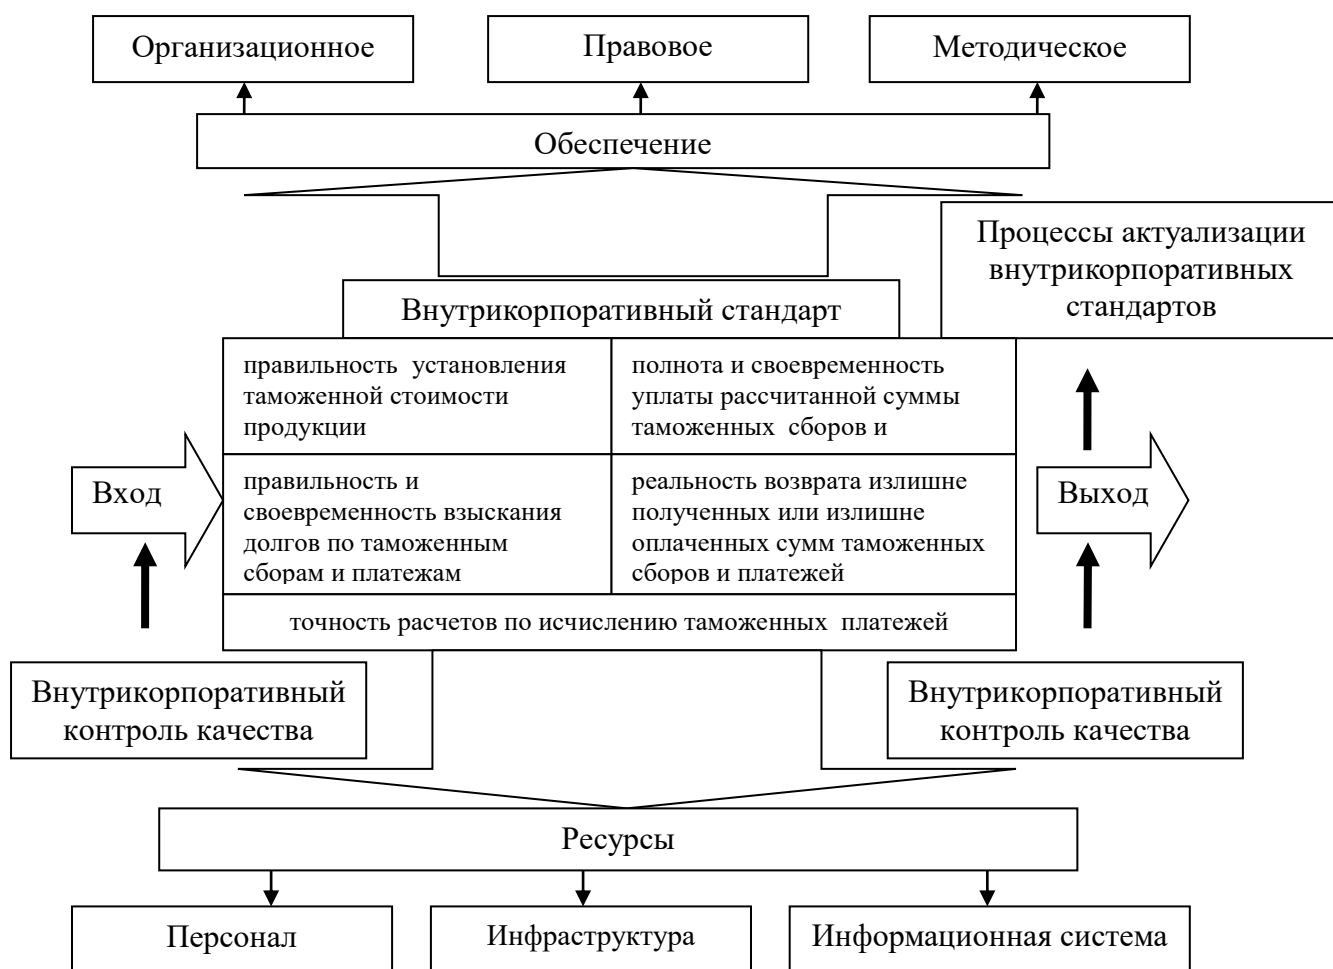 Организационное
Правовое
Методическое
Обеспечение
Процессы актуализации
внутрикорпоративных
стандартов
Внутрикорпоративный стандарт
правильность установления
таможенной стоимости
продукции
полнота и своевременность
уплаты рассчитанной суммы
таможенных сборов и
Вход
правильность и
своевременность взыскания
долгов по таможенным
сборам и платежам
реальность возврата излишне
полученных или излишне
оплаченных сумм таможенных
сборов и платежей
Выход
точность расчетов по исчислению таможенных платежей
Внутрикорпоративный
контроль качества
Внутрикорпоративный
контроль качества
Ресурсы
Персонал
Инфраструктура
Информационная система